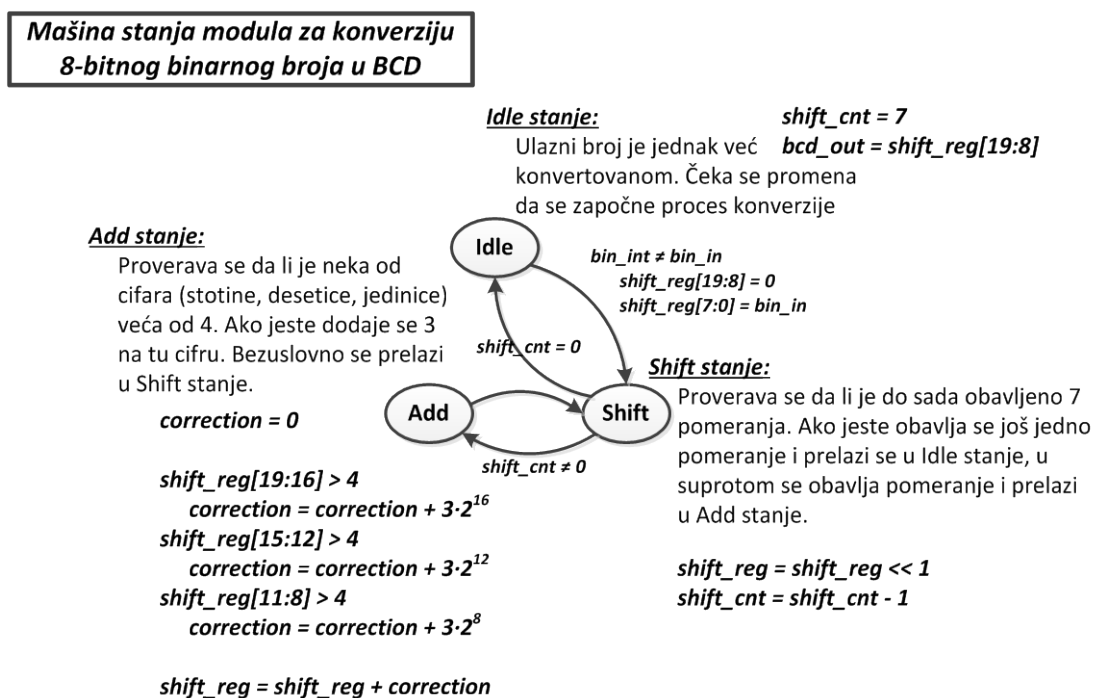 Mašina stanja modula za konverziju
8-bitnog binarnog broja u BCD
Idle stanje:
Ulazni broj je jednak već
konvertovanom. Čeka se promena
da se započne proces konverzije
shift_cnt = 7
bcd_out = shift_reg[19:8]
Idle
bin_int ≠ bin_in
shift_reg[19:8] = 0
shift_reg[7:0] = bin_in
Add stanje:
Proverava se da li je neka od
cifara (stotine, desetice, jedinice)
veća od 4. Ako jeste dodaje se 3
na tu cifru. Bezuslovno se prelazi
u Shift stanje.
correction = 0
shift_reg[19:16] > 4
correction = correction + 3·2^16
shift_reg[15:12] > 4
correction = correction + 3·2^12
shift_reg[11:8] > 4
correction = correction + 3·2^8
shift_reg = shift_reg + correction
shift_cnt = 0
Add
Shift
shift_cnt ≠ 0
Shift stanje:
Proverava se da li je do sada obavljeno 7
pomeranja. Ako jeste obavlja se još jedno
pomeranje i prelazi se u Idle stanje, u
suprotom se obavlja pomeranje i prelazi
u Add stanje.
shift_reg = shift_reg << 1
shift_cnt = shift_cnt - 1